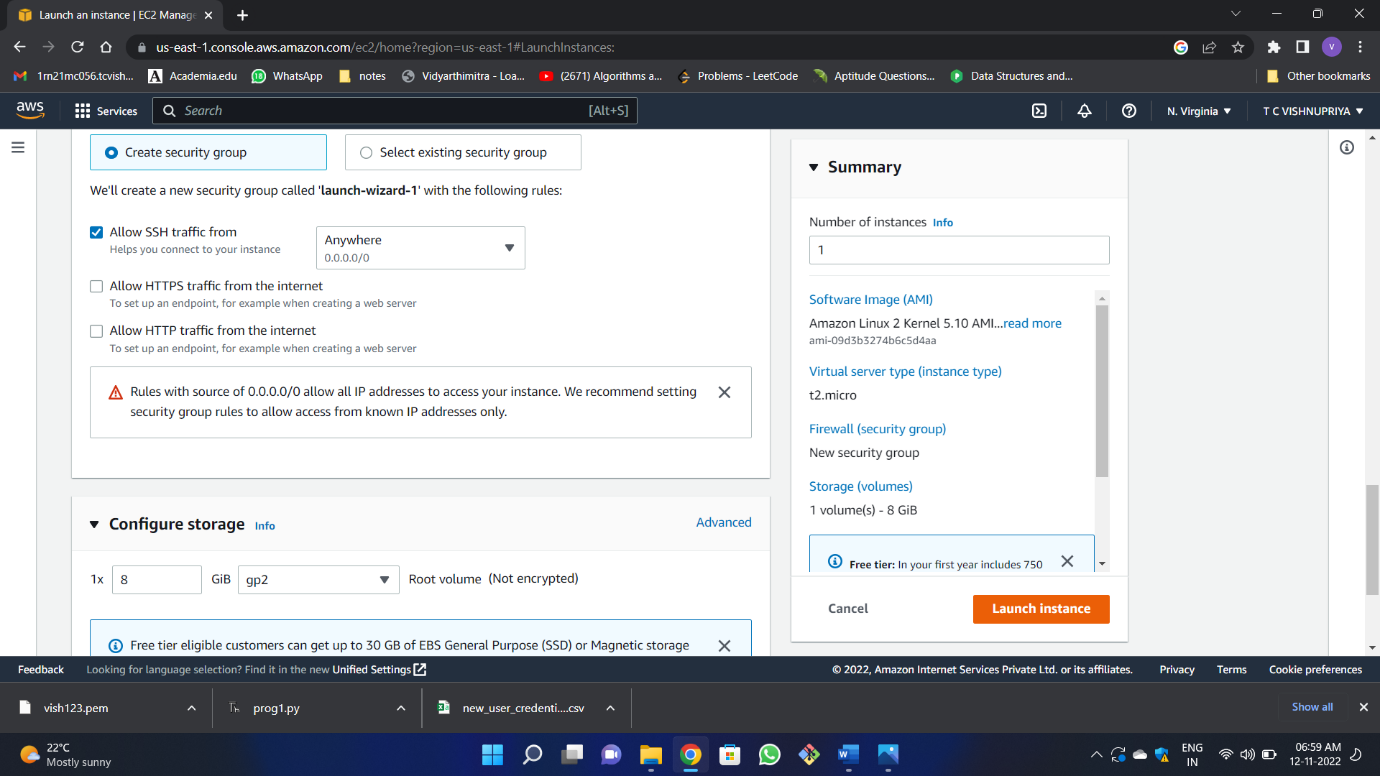 Launch an instance | EC2 Manage
us-east-1.console.aws.amazon.com/ec2/home?region=us-east-1#LaunchInstances:
V
1rn21mc056.tcvish...
Academia.edu
WhatsApp
notes
Vidyarthimitra - Loa...
(2671) Algorithms a...
Problems - LeetCode
Aptitude Questions...
Data Structures and...
Other bookmarks
aws
Services
Search
[Alt+S]
N. Virginia
T C VISHNUPRIYA
Create security group
Select existing security group
We'll create a new security group called 'launch-wizard-1' with the following rules:
Allow SSH traffic from
Helps you connect to your instance
Anywhere
0.0.0.0/0
Allow HTTPS traffic from the internet
To set up an endpoint, for example when creating a web server
Allow HTTP traffic from the internet
To set up an endpoint, for example when creating a web server
Rules with source of 0.0.0.0/0 allow all IP addresses to access your instance. We recommend setting
security group rules to allow access from known IP addresses only.
Configure storage
Info
Advanced
1x
8
GiB
gp2
Root volume
(Not encrypted)
Free tier eligible customers can get up to 30 GB of EBS General Purpose (SSD) or Magnetic storage
Summary
Number of instances
Info
1
Software Image (AMI)
Amazon Linux 2 Kernel 5.10 AMI...read more
ami-09d3b3274b6c5d4aa
Virtual server type (instance type)
t2.micro
Firewall (security group)
New security group
Storage (volumes)
1 volume(s) - 8 GiB
Free tier: In your first year includes 750
Cancel
Launch instance
Feedback
Looking for language selection? Find it in the new Unified Settings
© 2022, Amazon Internet Services Private Ltd. or its affiliates.
Privacy
Terms
Cookie preferences
vish123.pem
prog1.py
new_user_credenti....csv
Show all
22°C
Mostly sunny
ENG
IN
06:59 AM
12-11-2022